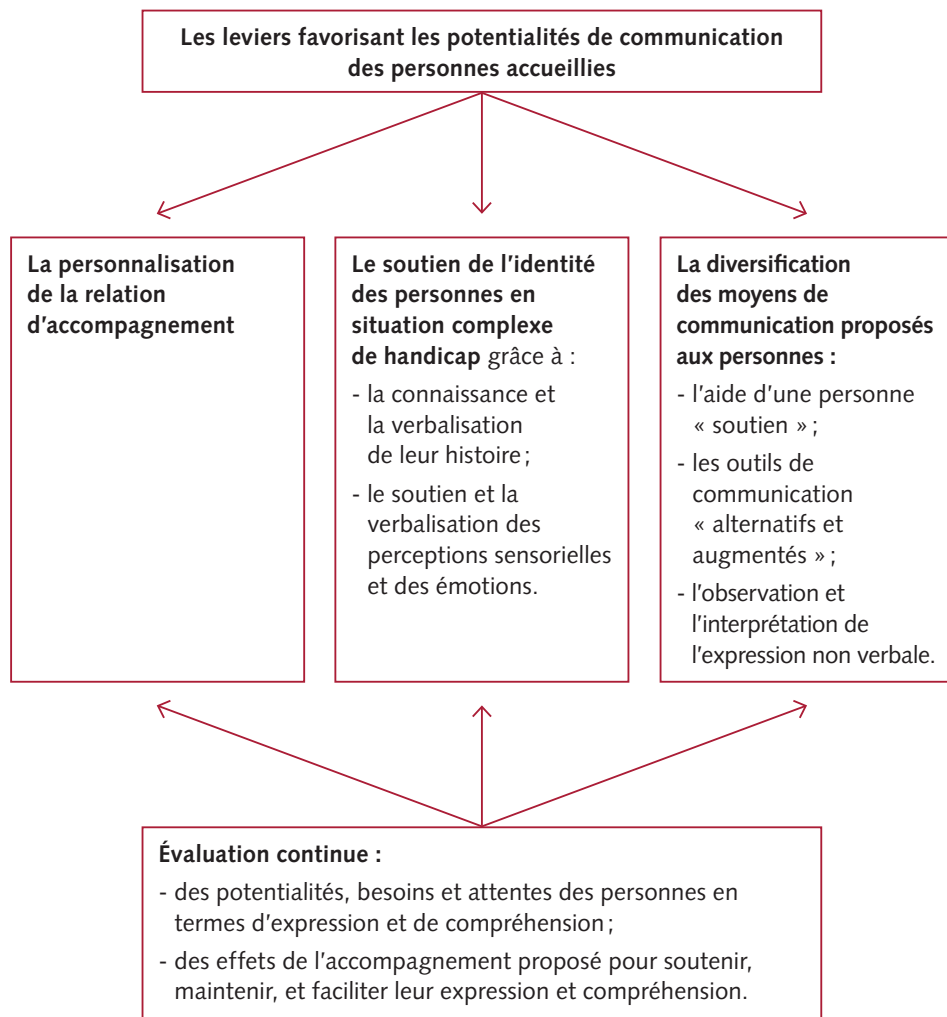 Les leviers favorisant les potentialités de communication
des personnes accueillies
La personnalisation
de la relation
d'accompagnement
Le soutien de l'identité
des personnes en
situation complexe
de handicap grâce à :
- la connaissance et
la verbalisation
de leur histoire ;
- le soutien et la
verbalisation des
perceptions sensorielles
et des émotions.
La diversification
des moyens de
communication proposés
aux personnes :
- l'aide d'une personne
« soutien » ;
- les outils de
communication
« alternatifs et
augmentés » ;
- l'observation et
l'interprétation de
l'expression non verbale.
Évaluation continue :
- des potentialités, besoins et attentes des personnes en
termes d'expression et de compréhension ;
- des effets de l'accompagnement proposé pour soutenir,
maintenir, et faciliter leur expression et compréhension.